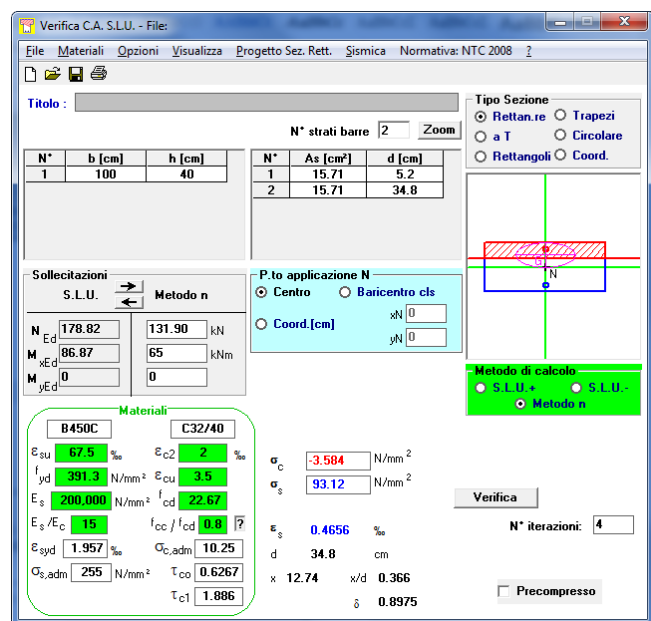 Verifica C.A. S.L.U. - File:
File Materiali Opzioni Visualizza Progetto Sez. Rett. Sismica Normativa: NTC 2008 ?
Titolo :
N° strati barre 2 Zoom
Tipo Sezione
Rettan.re Trapezi
a T Circolare
Rettangoli Coord.
N° b [cm] h [cm]
1 100 40
N° As [cm²] d [cm]
1 15.71 5.2
2 15.71 34.8
G
N
Sollecitazioni
S.L.U. Metodo n
N Ed 178.82 131.90 kN
M xEd 86.87 65 kNm
M yEd 0 0
P.to applicazione N
Centro Baricentro cls
Coord.[cm] xN 0
yN 0
Metodo di calcolo
S.L.U.+ S.L.U.-
Metodo n
Materiali
B450C C32/40
εsu 67.5 ‰ εc2 2 ‰
fyd 391.3 N/mm² εcu 3.5
Es 200,000 N/mm² fcd 22.67
Es/Ec 15 fcc / fcd 0.8 ?
εsyd 1.957 ‰ σc,adm 10.25
σs,adm 255 N/mm² τco 0.6267
τc1 1.886
σc -3.584 N/mm²
σs 93.12 N/mm²
εs 0.4656 ‰
d 34.8 cm
x 12.74 x/d 0.366
δ 0.8975
Verifica
N° iterazioni: 4
Precompresso